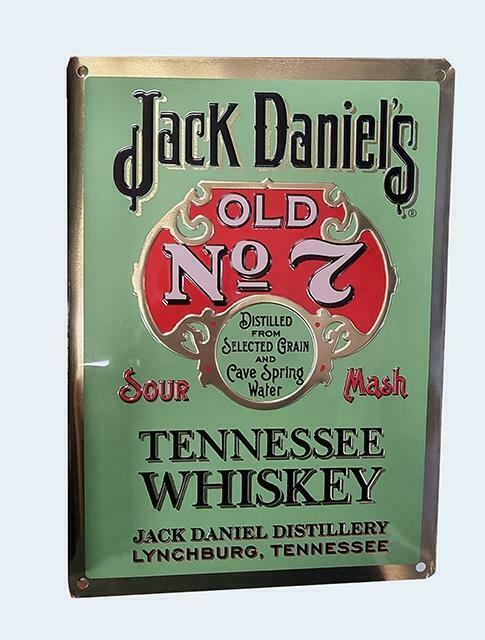 Jack Daniel's ®
OLD
No 7
Distilled
FROM
Selected Grain
AND
Cave Spring
Water
Sour Mash
TENNESSEE
WHISKEY
JACK DANIEL DISTILLERY
LYNCHBURG, TENNESSEE